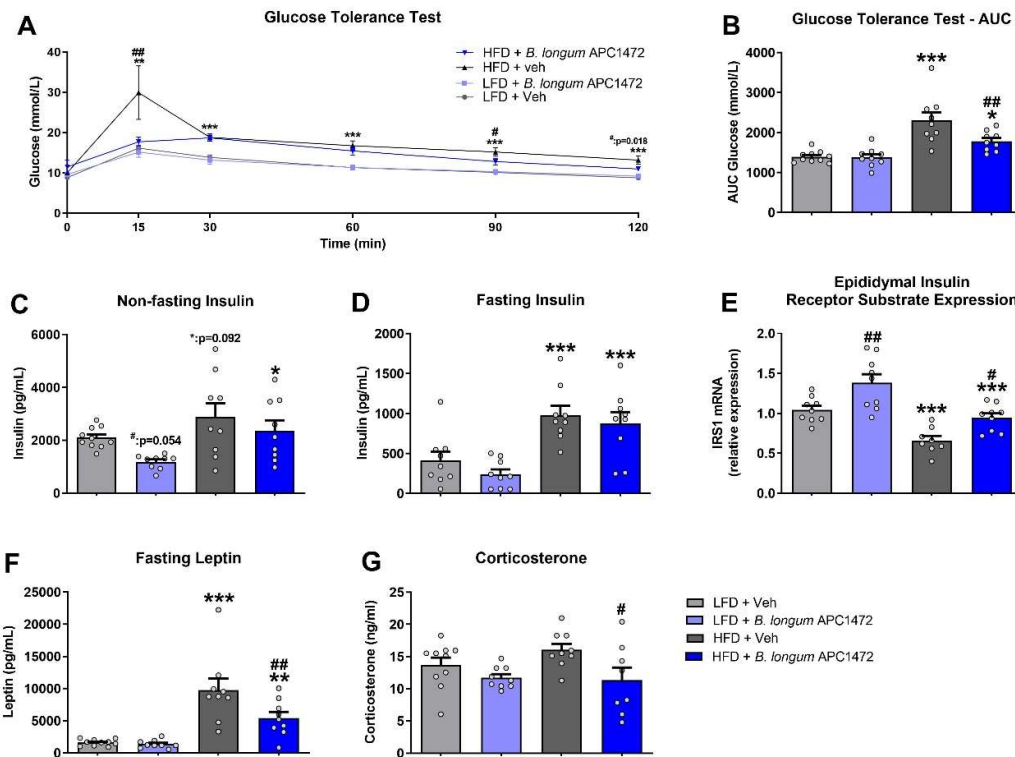 A
Glucose Tolerance Test
Glucose (mmol/L)
40
30
20
10
0
0
15
30
60
90
120
Time (min)
##
**
***
***
#
***
#:p=0.018
***
HFD + B. longum APC1472
HFD + veh
LFD + B. longum APC1472
LFD + Veh
B
Glucose Tolerance Test - AUC
AUC Glucose (mmol/L)
4000
3000
2000
1000
0
***
##
*
C
Non-fasting Insulin
Insulin (pg/mL)
6000
4000
2000
0
#:p=0.054
*:p=0.092
*
D
Fasting Insulin
Insulin (pg/mL)
2000
1500
1000
500
0
***
***
E
Epididymal Insulin
Receptor Substrate Expression
IRS1 mRNA
(relative expression)
2.0
1.5
1.0
0.5
0.0
##
***
#
***
F
Fasting Leptin
Leptin (pg/mL)
25000
20000
15000
10000
5000
0
***
##
**
G
Corticosterone
Corticosterone (ng/ml)
25
20
15
10
5
0
#
LFD + Veh
LFD + B. longum APC1472
HFD + Veh
HFD + B. longum APC1472